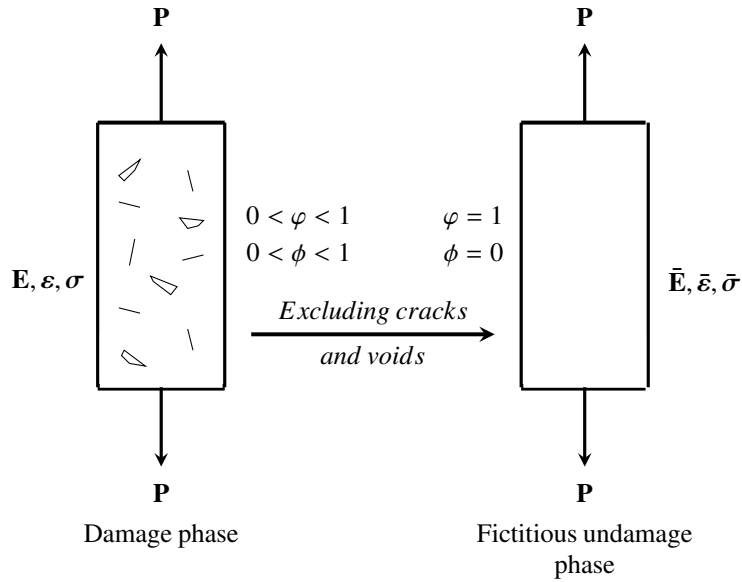 P
P
0 < φ < 1
φ = 1
0 < ϕ < 1
ϕ = 0
E, ε, σ
Ē, ε̄, σ̄
Excluding cracks
and voids
P
P
Damage phase
Fictitious undamage
phase